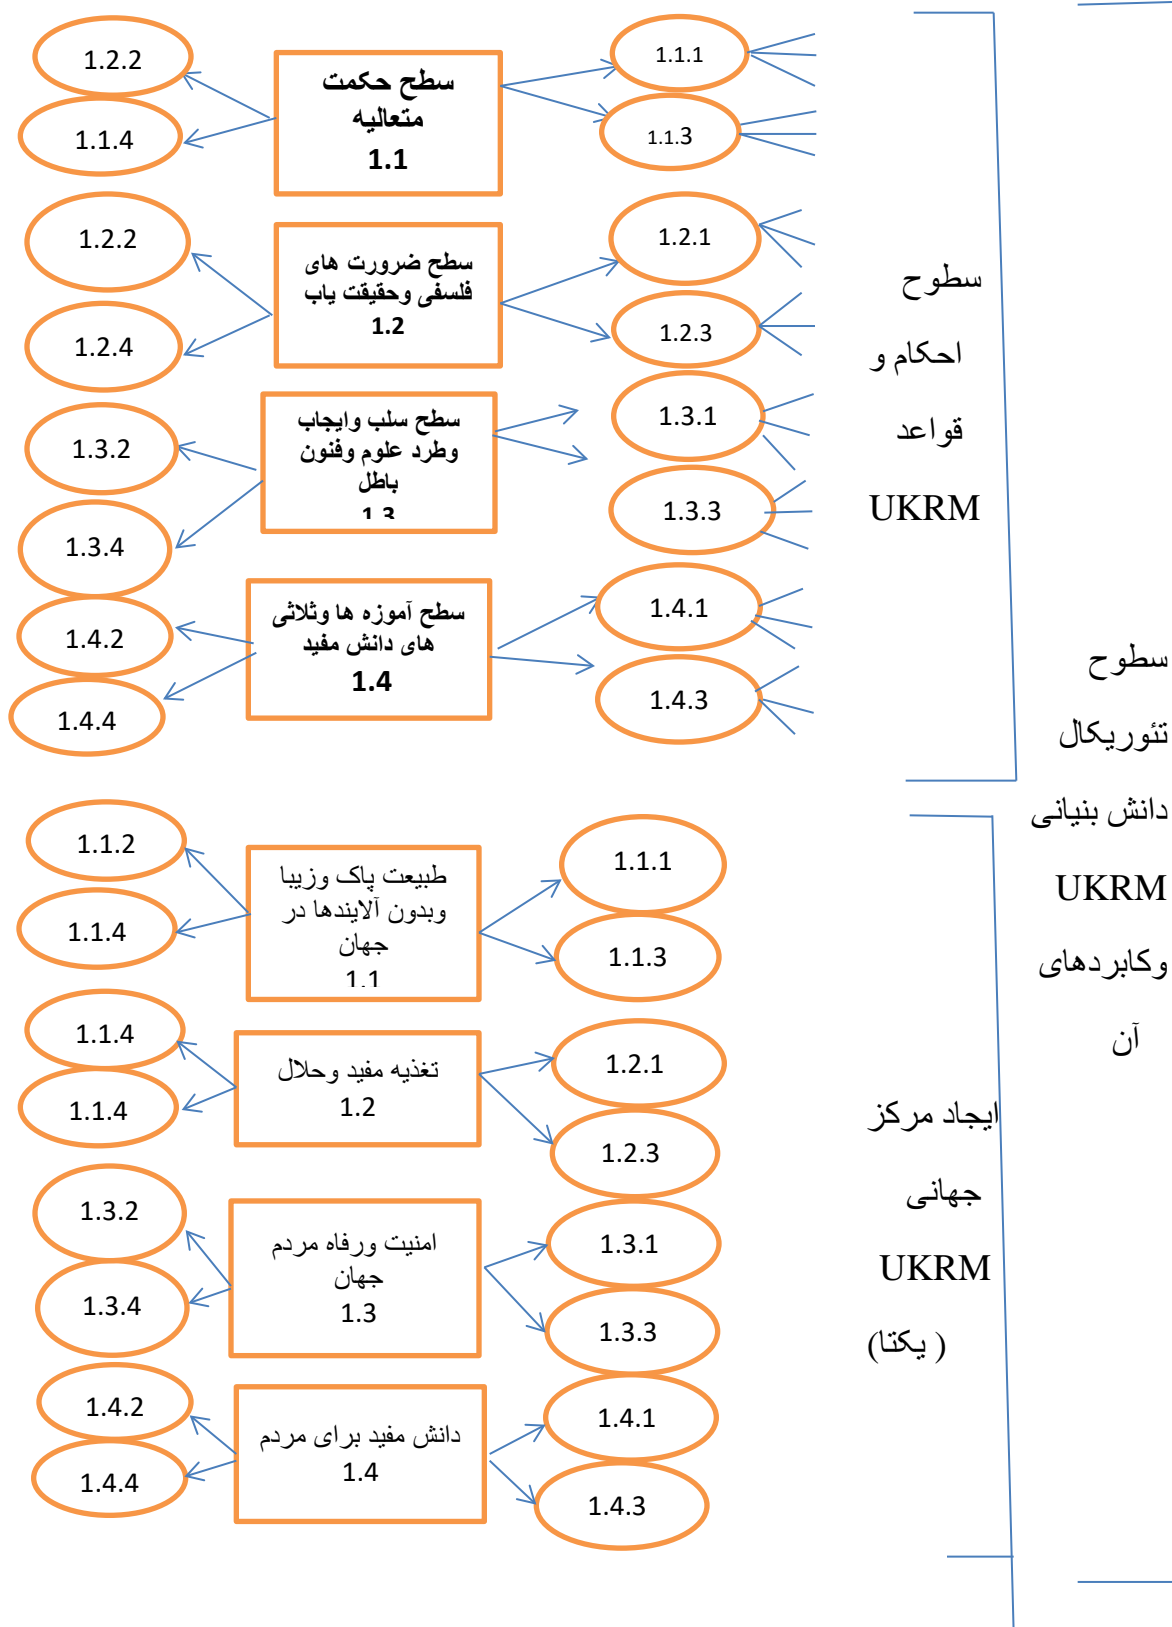 سطوح
تئوریکال
دانش بنیانی
UKRM
وکابردهای
آن
سطوح
احکام و
قواعد
UKRM
1.1.1
1.1.3
سطح حکمت
متعالیه
1.1
1.2.2
1.1.4
1.2.1
1.2.3
سطح ضرورت های
فلسفی وحقیقت یاب
1.2
1.2.2
1.2.4
1.3.1
1.3.3
سطح سلب وایجاب
وطرد علوم وفنون
باطل
1.3
1.3.2
1.3.4
1.4.1
1.4.3
سطح آموزه ها وثلاثی
های دانش مفید
1.4
1.4.2
1.4.4
ایجاد مرکز
جهانی
UKRM
(یکتا )
1.1.1
1.1.3
طبیعت پاک وزیبا
وبدون آلایندها در
جهان
1.1
1.1.2
1.1.4
1.2.1
1.2.3
تغذیه مفید وحلال
1.2
1.1.4
1.1.4
1.3.1
1.3.3
امنیت ورفاه مردم
جهان
1.3
1.3.2
1.3.4
1.4.1
1.4.3
دانش مفید برای مردم
1.4
1.4.2
1.4.4